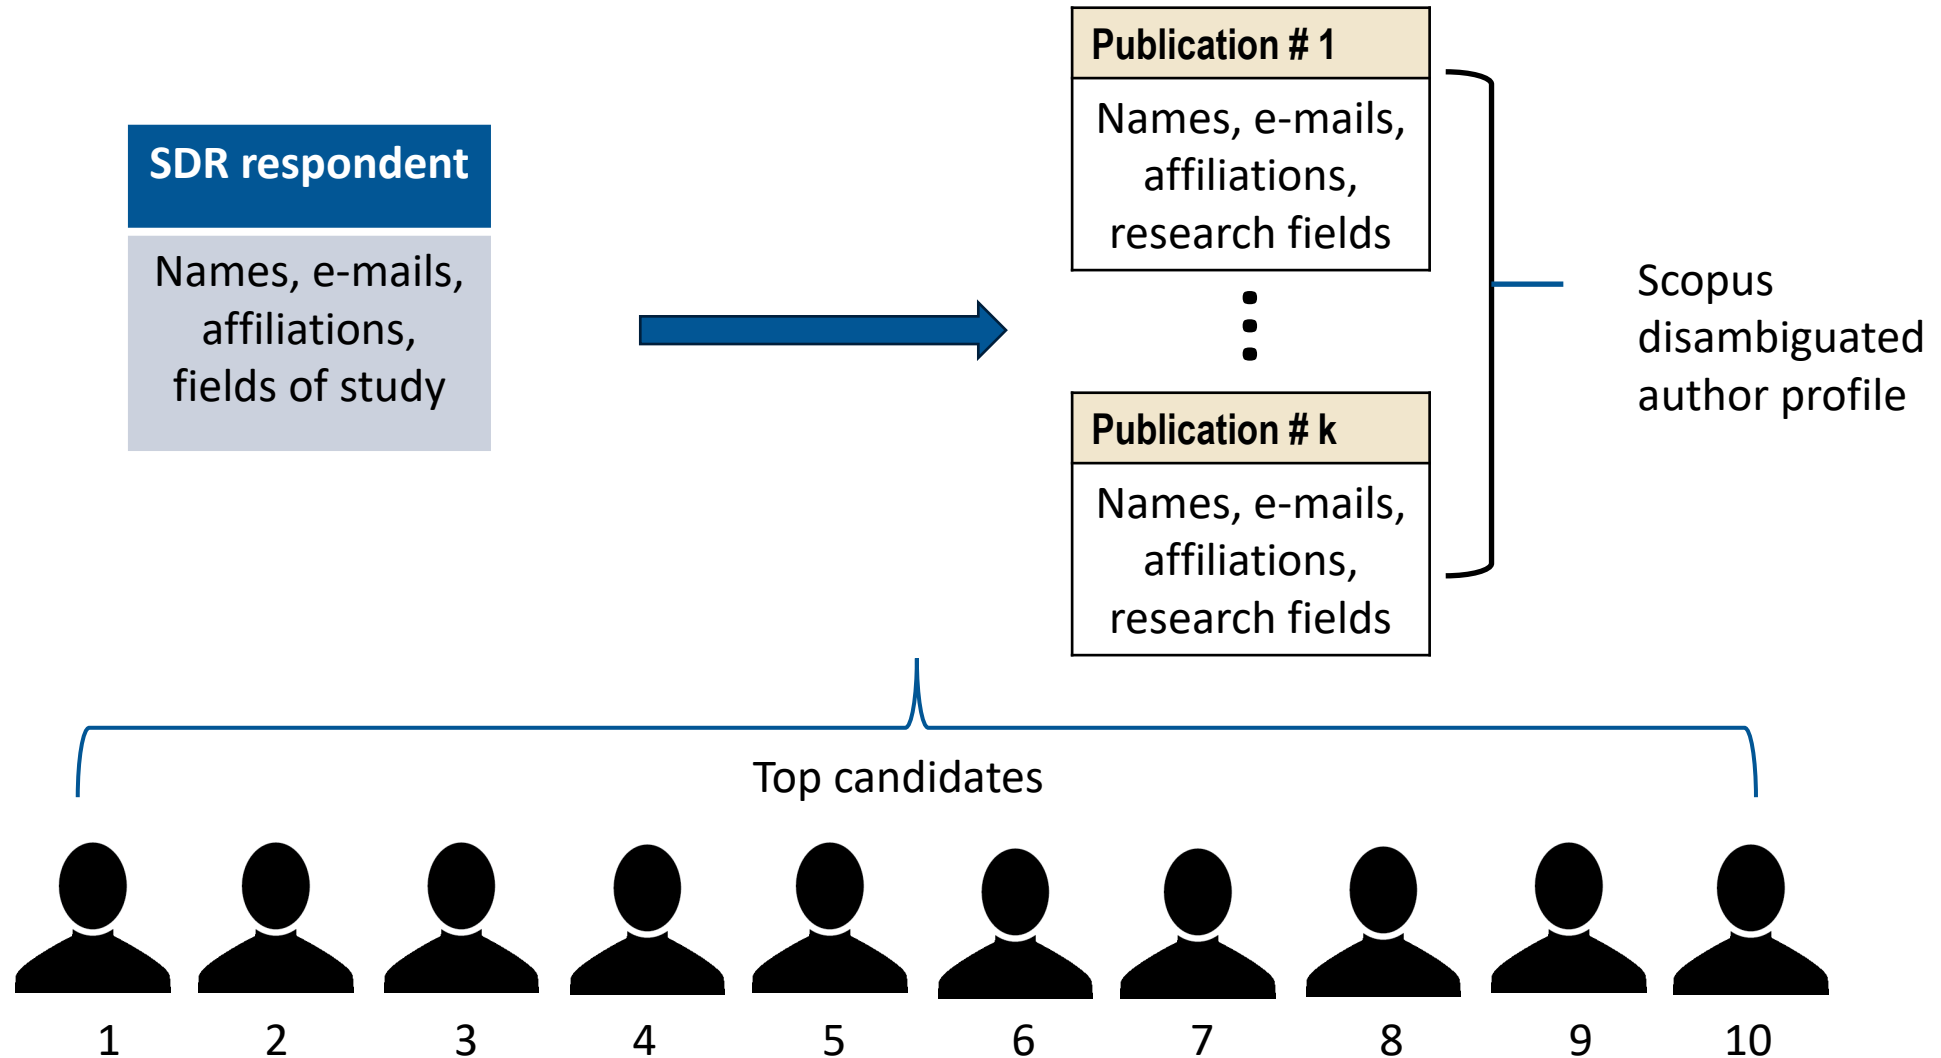 SDR respondent
Names, e-mails,
affiliations,
fields of study
Publication # 1
Names, e-mails,
affiliations,
research fields
Publication # k
Names, e-mails,
affiliations,
research fields
Scopus
disambiguated
author profile
Top candidates
1 2 3 4 5 6 7 8 9 10